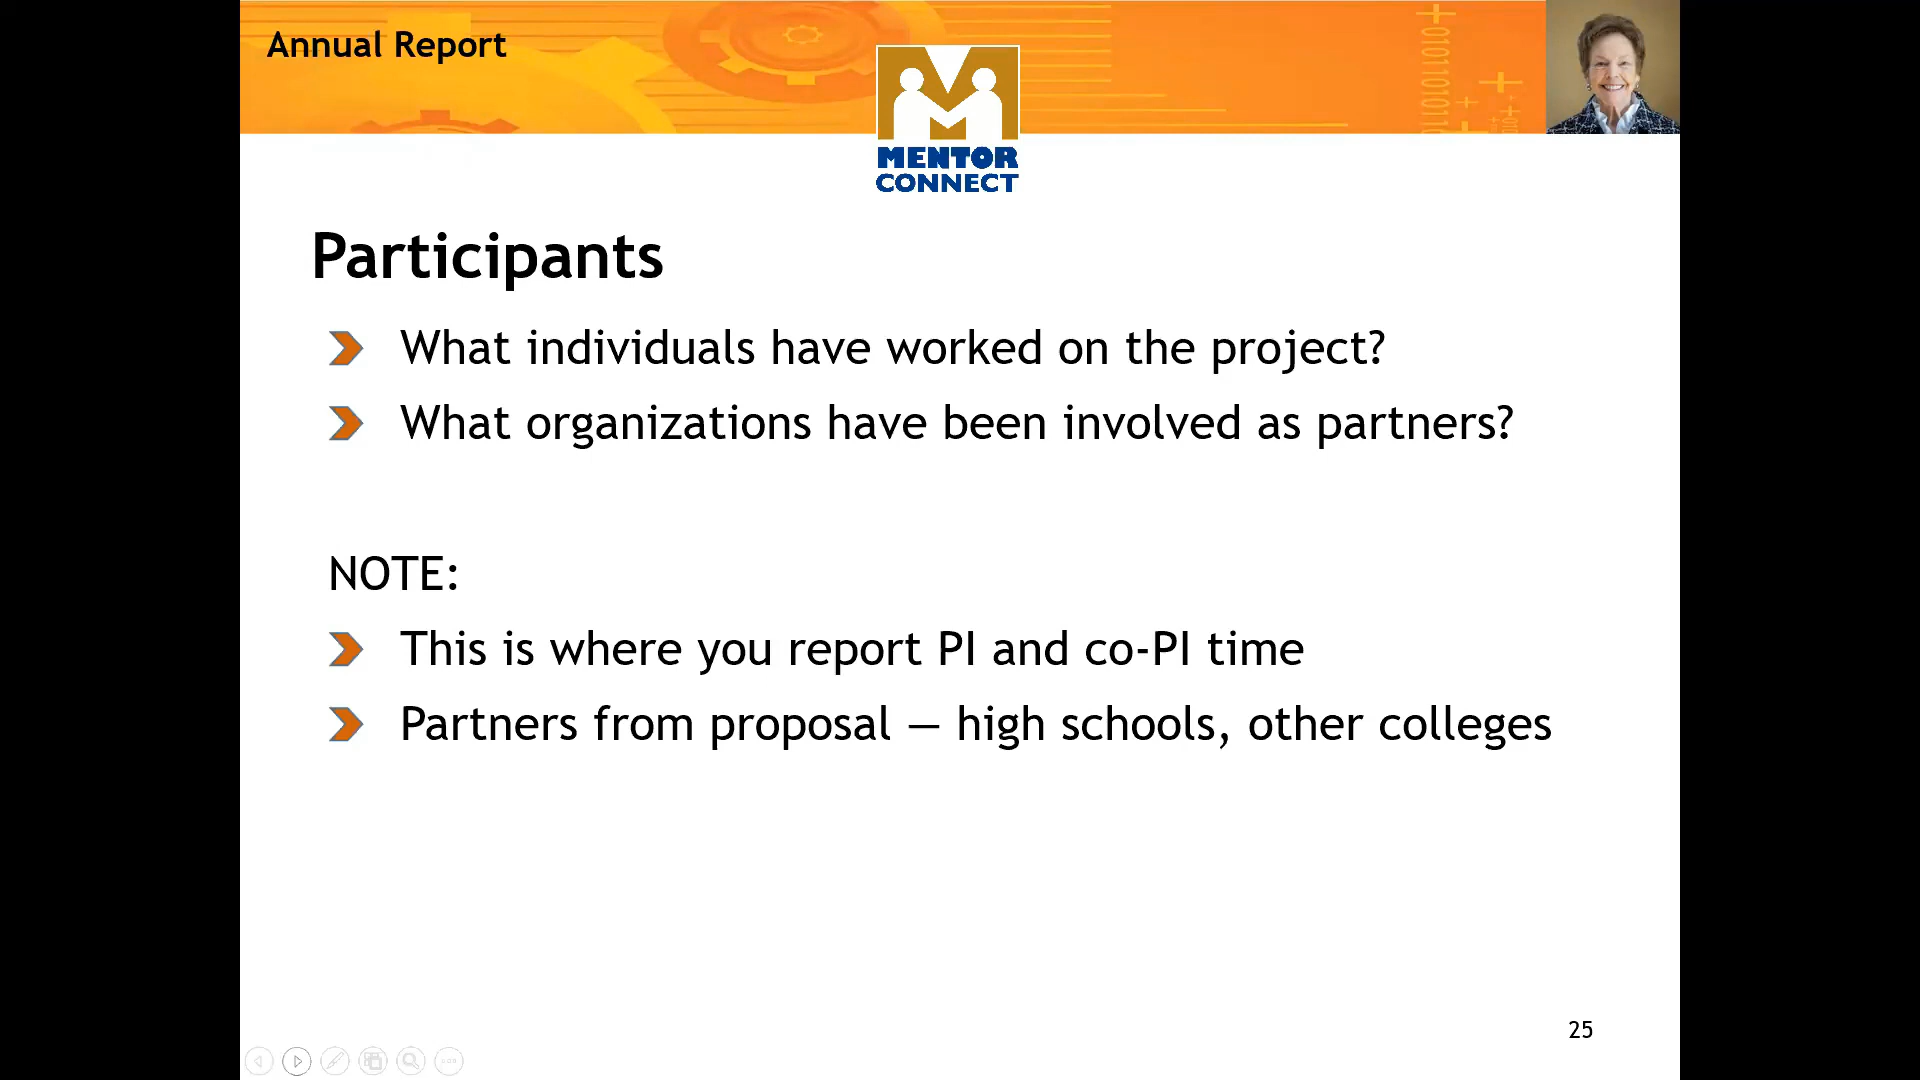 Annual Report
MENTOR
CONNECT
Participants
What individuals have worked on the project?
What organizations have been involved as partners?
NOTE:
This is where you report PI and co-PI time
Partners from proposal — high schools, other colleges
25